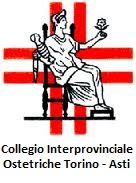 Collegio Interprovinciale
Ostetriche Torino - Asti